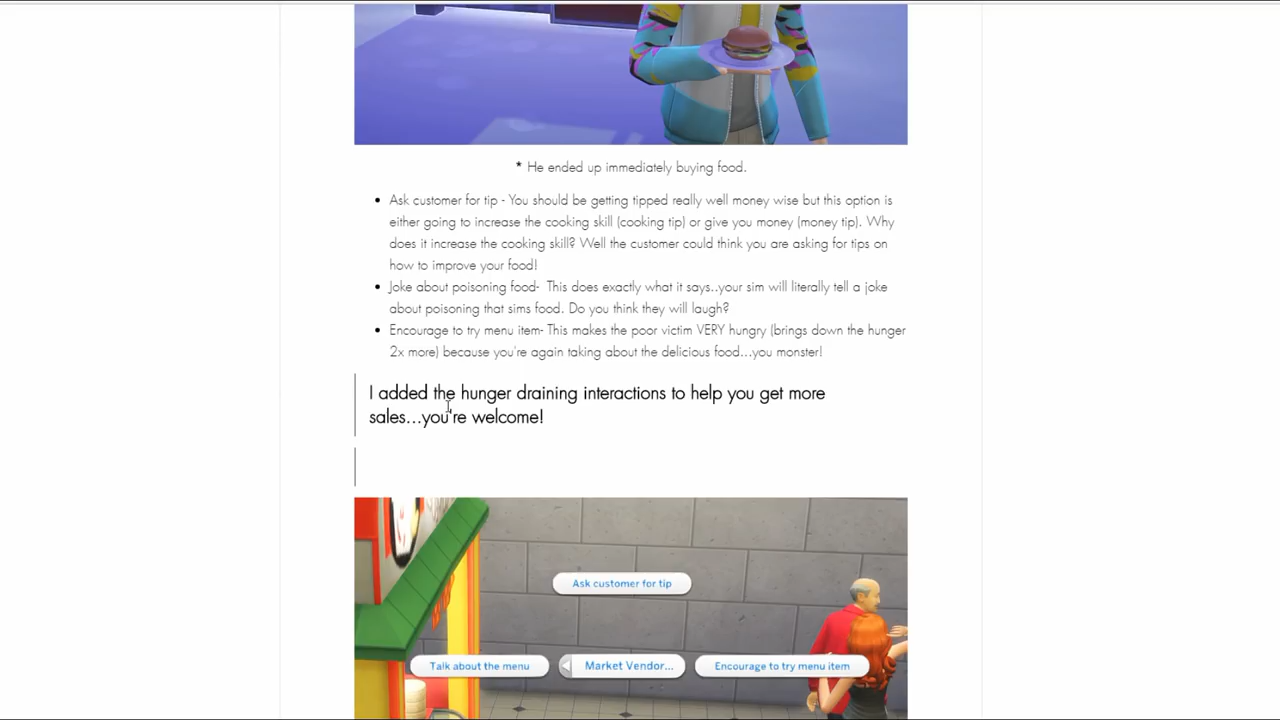 * He ended up immediately buying food.
• Ask customer for tip - You should be getting tipped really well money wise but this option is
either going to increase the cooking skill (cooking tip) or give you money (money tip). Why
does it increase the cooking skill? Well the customer could think you are asking for tips on
how to improve your food!
• Joke about poisoning food- This does exactly what it says..your sim will literally tell a joke
about poisoning that sims food. Do you think they will laugh?
• Encourage to try menu item- This makes the poor victim VERY hungry (brings down the hunger
2x more) because you're again taking about the delicious food...you monster!
I added the hunger draining interactions to help you get more
sales...you're welcome!
Ask customer for tip
Talk about the menu
Market Vendor...
Encourage to try menu item